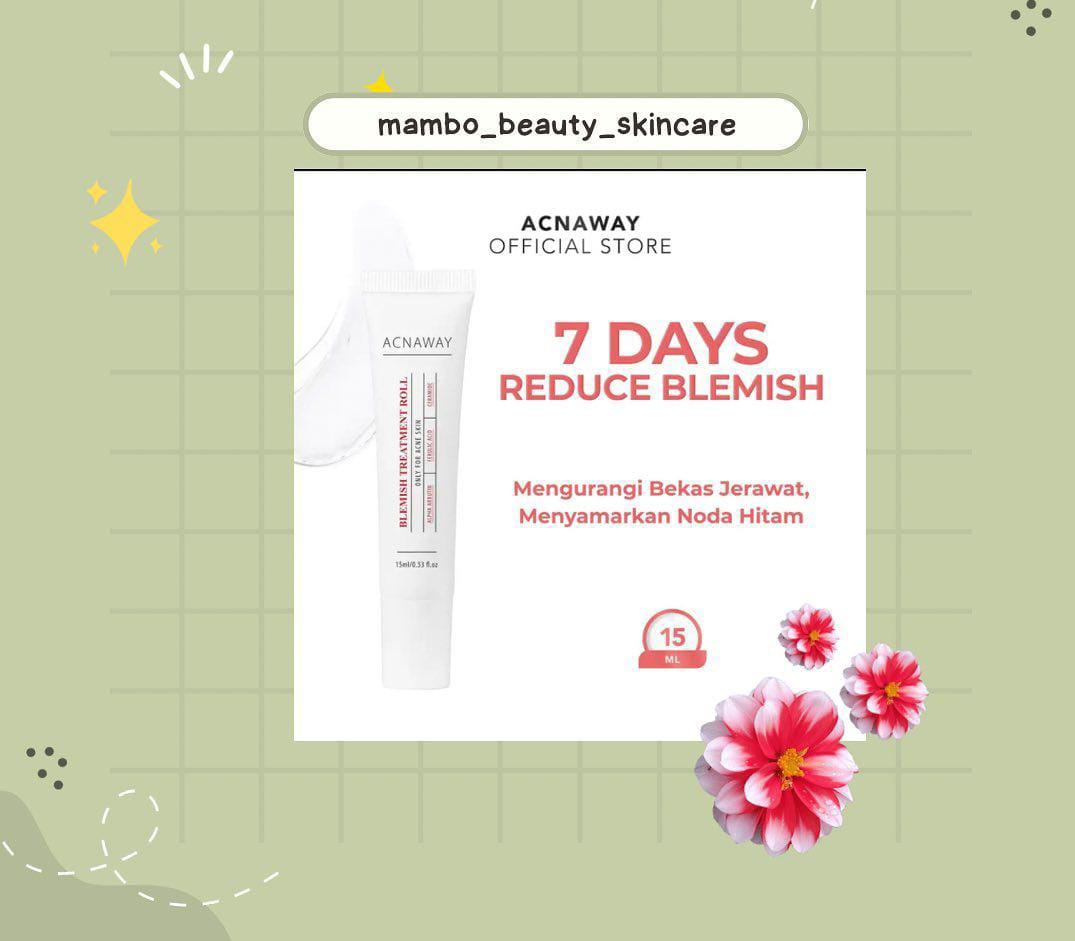 mambo_beauty_skincare
ACNAWAY
OFFICIAL STORE
7 DAYS
REDUCE BLEMISH
Mengurangi Bekas Jerawat,
Menyamarkan Noda Hitam
15
ML
ACNAWAY
BLEMISH TREATMENT ROLL
ONLY FOR ACNE SKIN
ALPHA ARBUTIN
FERULIC ACID
CERAMIDE
15ml/0.53 fl.oz